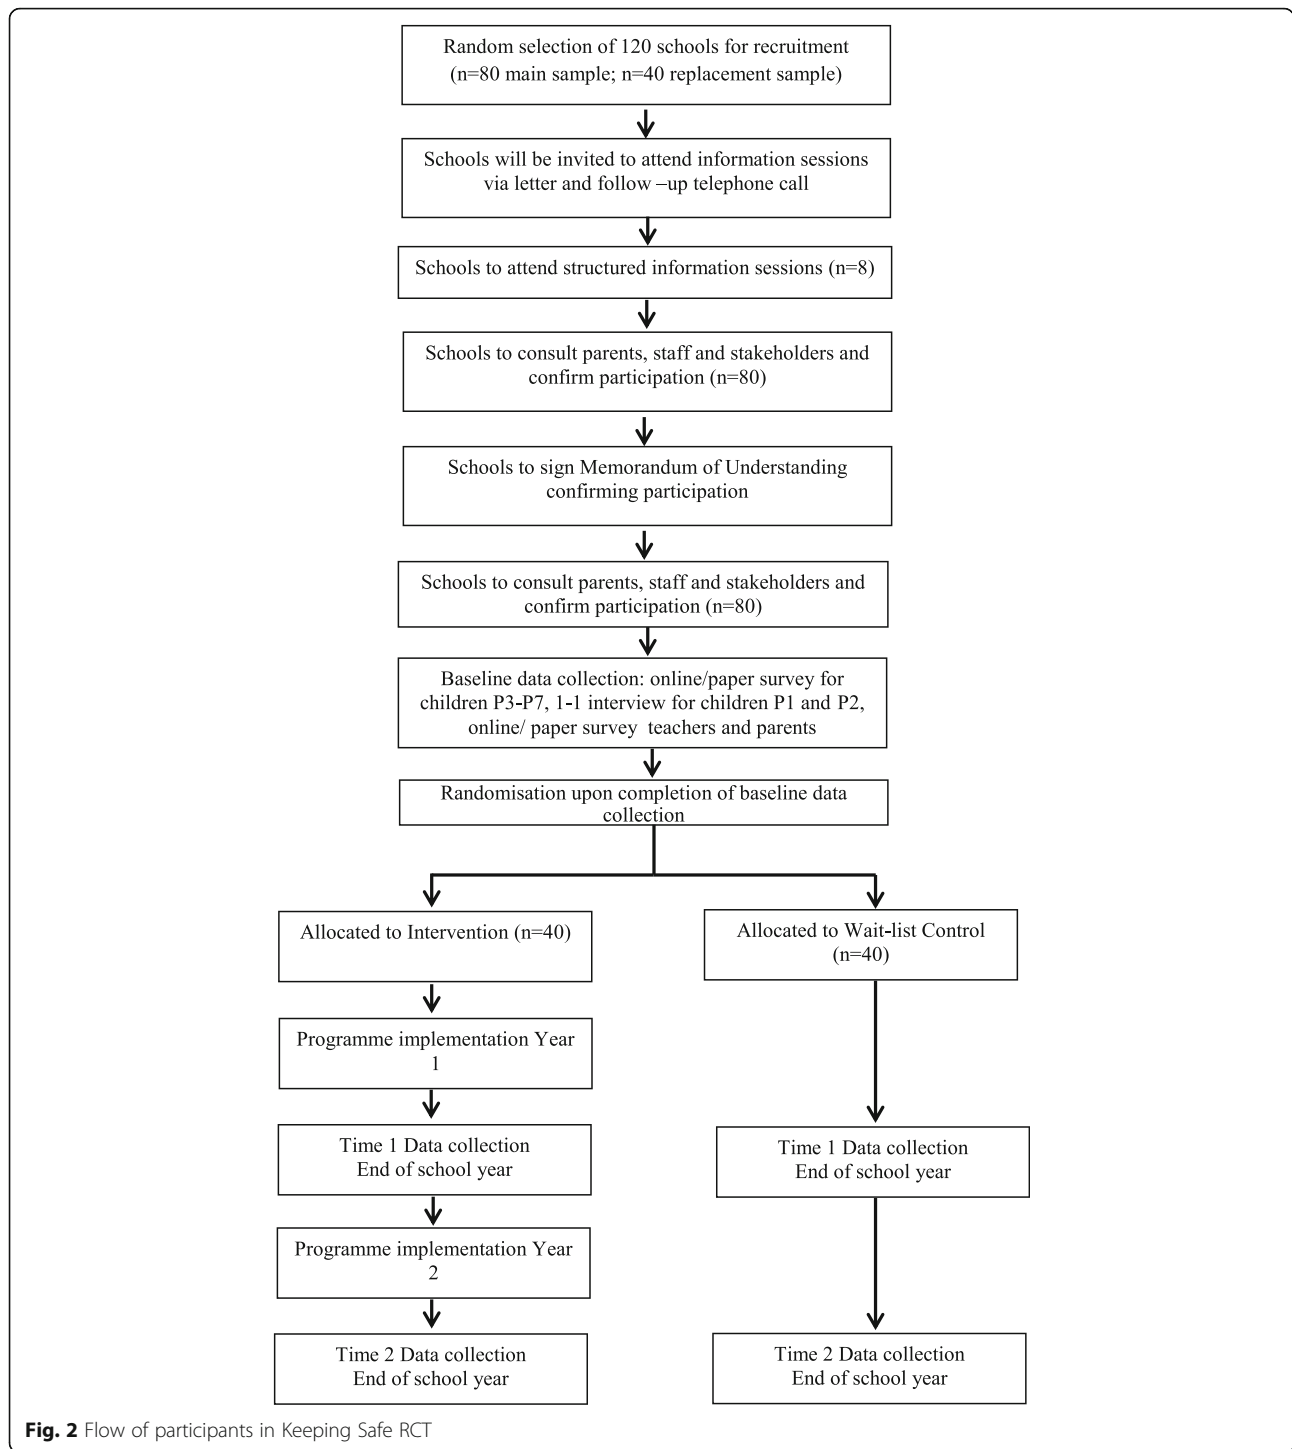 Random selection of 120 schools for recruitment
(n=80 main sample; n=40 replacement sample)
Schools will be invited to attend information sessions
via letter and follow –up telephone call
Schools to attend structured information sessions (n=8)
Schools to consult parents, staff and stakeholders and
confirm participation (n=80)
Schools to sign Memorandum of Understanding
confirming participation
Schools to consult parents, staff and stakeholders and
confirm participation (n=80)
Baseline data collection: online/paper survey for
children P3-P7, 1-1 interview for children P1 and P2,
online/ paper survey teachers and parents
Randomisation upon completion of baseline data
collection
Allocated to Intervention (n=40)
Allocated to Wait-list Control
(n=40)
Programme implementation Year
1
Time 1 Data collection
End of school year
Time 1 Data collection
End of school year
Programme implementation Year
2
Time 2 Data collection
End of school year
Time 2 Data collection
End of school year
Fig. 2 Flow of participants in Keeping Safe RCT